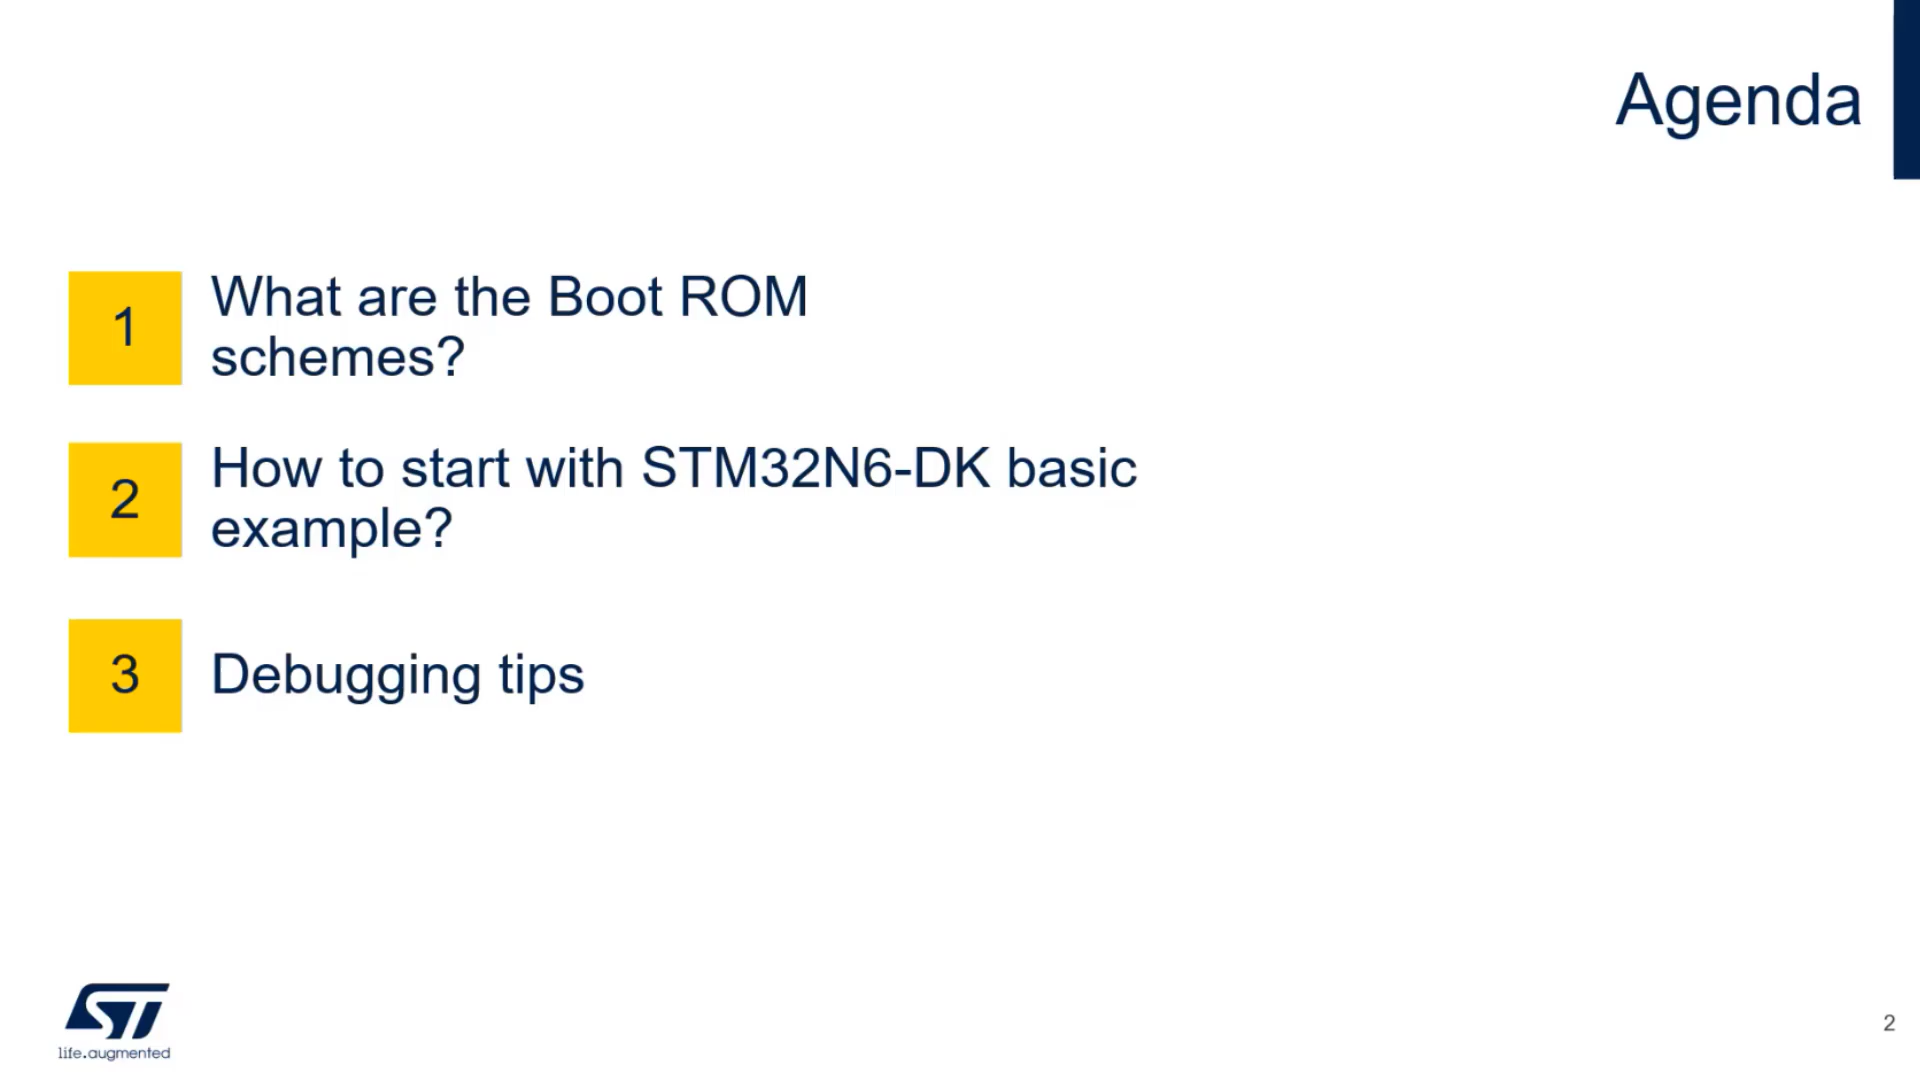 Agenda
1
What are the Boot ROM
schemes?
2
How to start with STM32N6-DK basic
example?
3
Debugging tips
ST
life.augmented
2